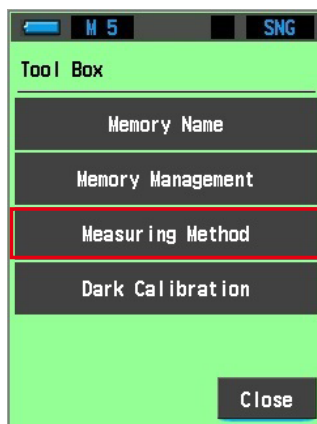 M 5 SNG
Tool Box
Memory Name
Memory Management
Measuring Method
Dark Calibration
Close